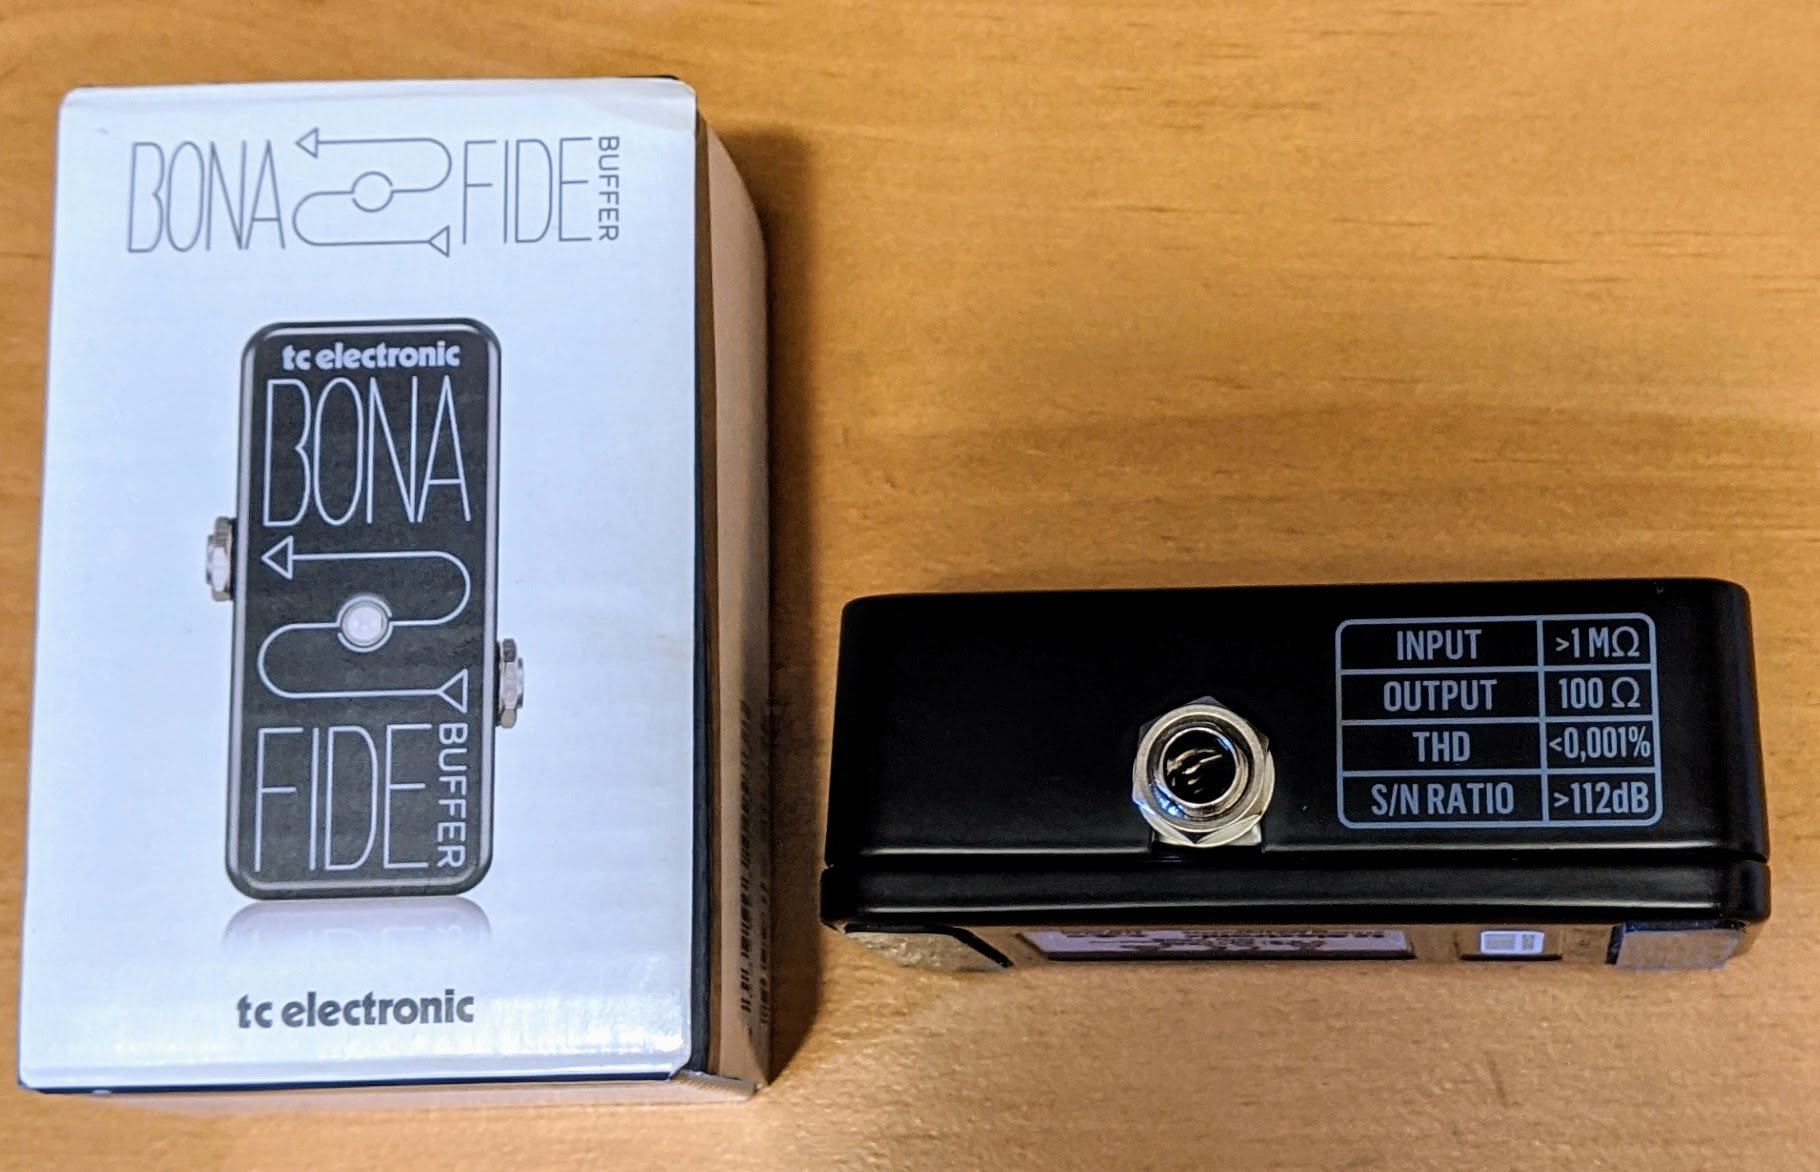 BONA FIDE BUFFER
tc electronic
BONA
FIDE
BUFFER
tc electronic
INPUT >1 MΩ
OUTPUT 100 Ω
THD <0,001%
S/N RATIO >112dB